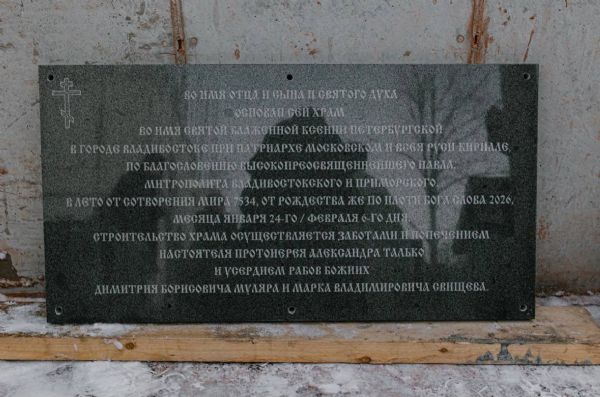 ВО ИМЯ ОТЦА И СЫНА И СВЯТОГО ДУХА
ОСНОВАН СЕЙ ХРАМ
ВО ИМЯ СВЯТОЙ БЛАЖЕННОЙ КСЕНИИ ПЕТЕРБУРГСКОЙ
В ГОРОДЕ ВЛАДИВОСТОКЕ ПРИ ПАТРИАРХЕ МОСКОВСКОМ И ВСЕЯ РУСИ КИРИЛЛЕ,
ПО БЛАГОСЛОВЕНИЮ ВЫСОКОПРЕОСВЯЩЕННЕЙШЕГО ПАВЛА,
МИТРОПОЛИТА ВЛАДИВОСТОКСКОГО И ПРИМОРСКОГО.
В ЛЕТО ОТ СОТВОРЕНИЯ МИРА 7534, ОТ РОЖДЕСТВА ЖЕ ПО ПЛОТИ БОГА СЛОВА 2026,
МЕСЯЦА ЯНВАРЯ 24-ГО / ФЕВРАЛЯ 6-ГО ДНЯ.
СТРОИТЕЛЬСТВО ХРАМА ОСУЩЕСТВЛЯЕТСЯ ЗАБОТАМИ И ПОПЕЧЕНИЕМ
НАСТОЯТЕЛЯ ПРОТОИЕРЕЯ АЛЕКСАНДРА ТАЛЬКО
И УСЕРДИЕМ РАБОВ БОЖИИХ
ДИМИТРИЯ БОРИСОВИЧА МУЛЯРА И МАРКА ВЛАДИМИРОВИЧА СВИЩЕВА.